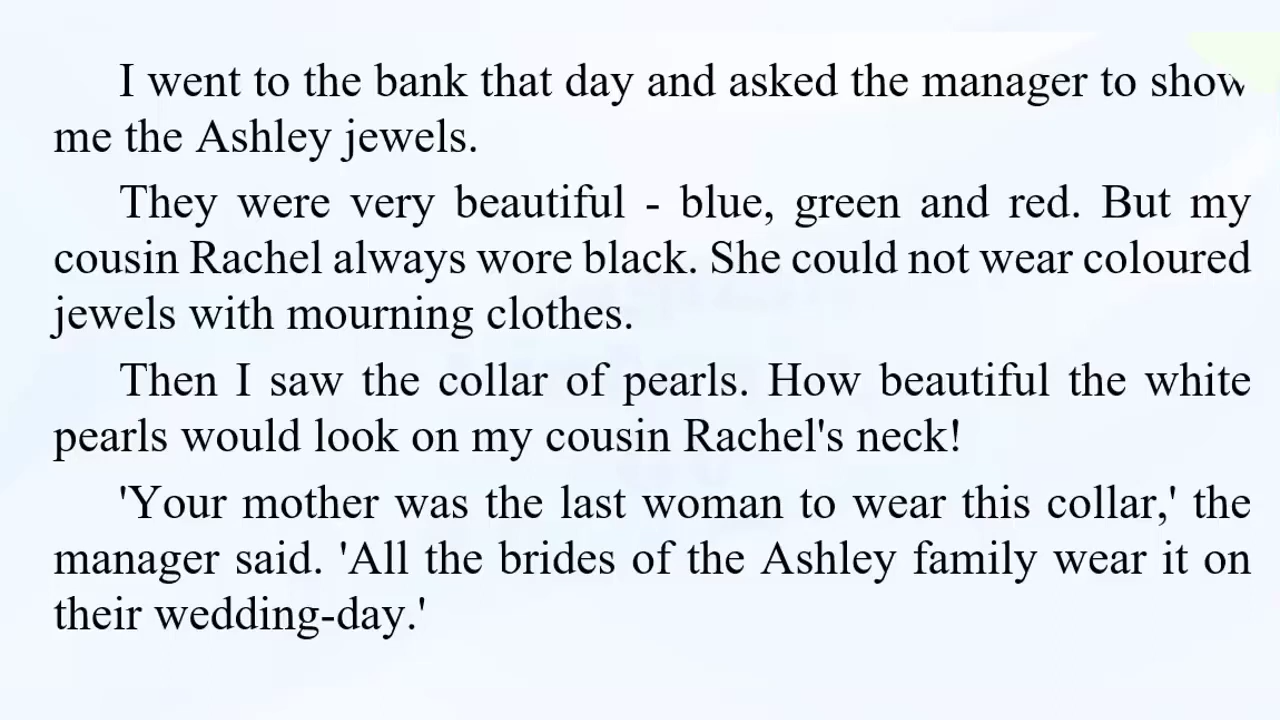 I went to the bank that day and asked the manager to show
me the Ashley jewels.
They were very beautiful - blue, green and red. But my
cousin Rachel always wore black. She could not wear coloured
jewels with mourning clothes.
Then I saw the collar of pearls. How beautiful the white
pearls would look on my cousin Rachel's neck!
'Your mother was the last woman to wear this collar,' the
manager said. 'All the brides of the Ashley family wear it on
their wedding-day.'